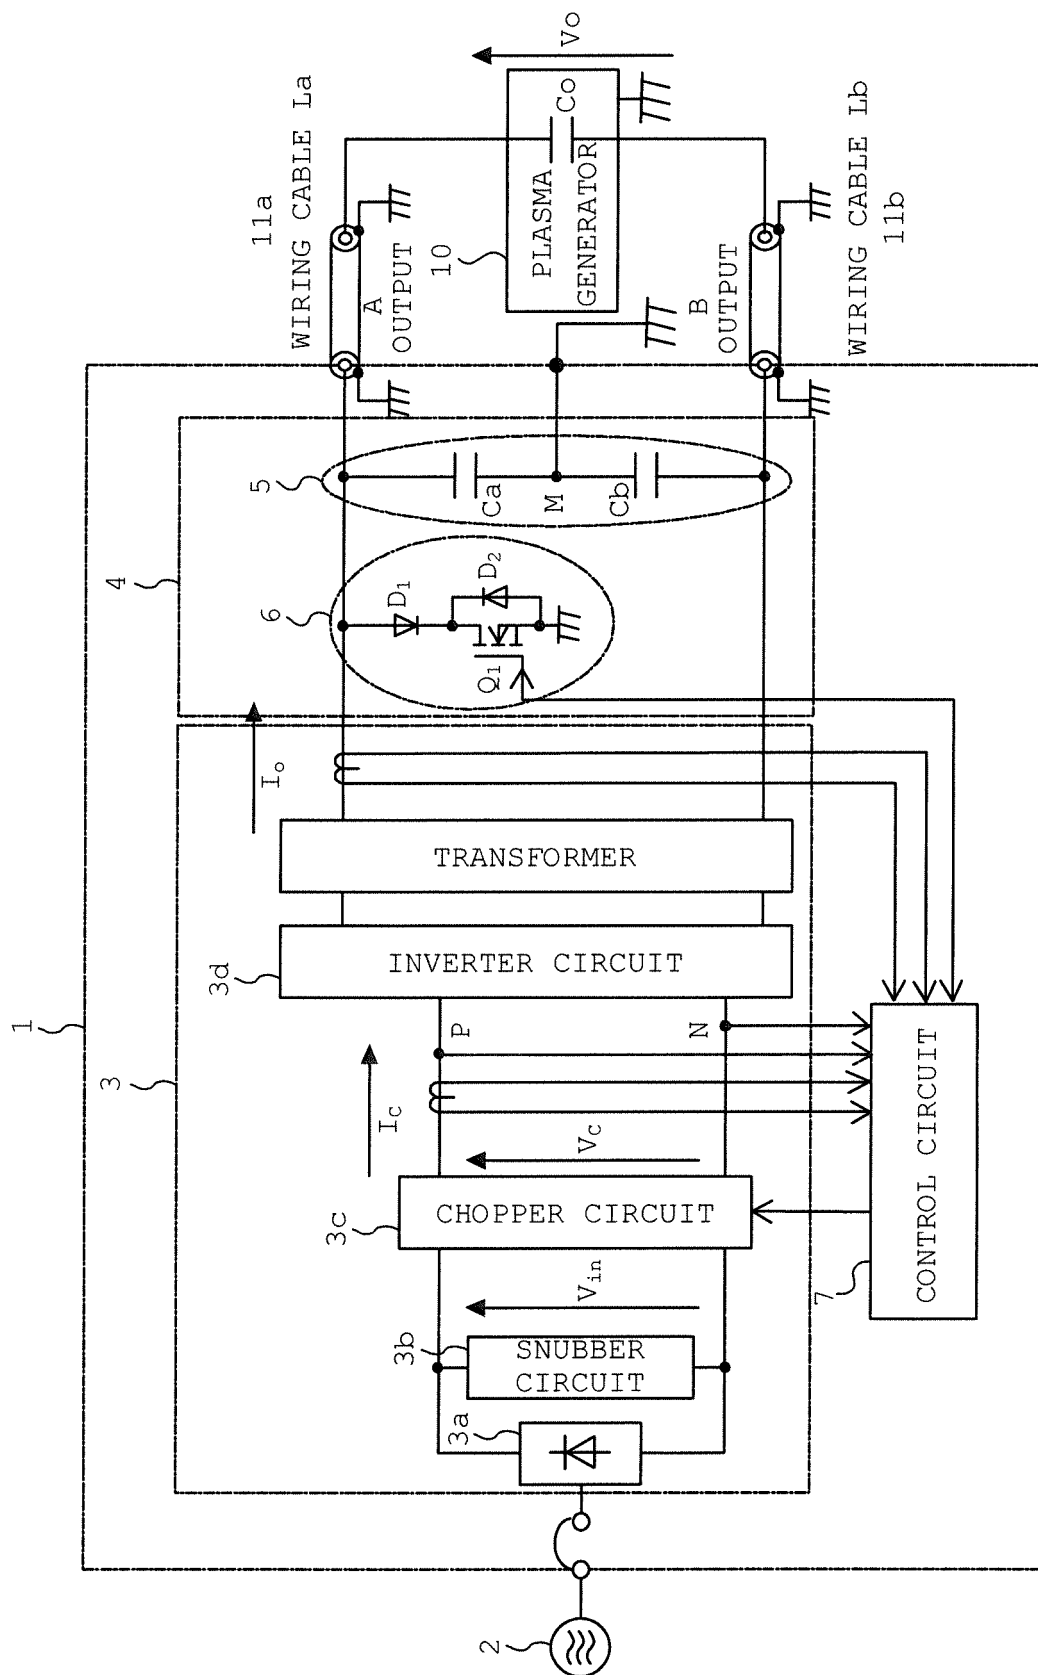 1
3
4
2
3a
3b
SNUBBER
CIRCUIT
Vin
3c
CHOPPER CIRCUIT
Vc
Ic
P
N
3d
INVERTER CIRCUIT
TRANSFORMER
Io
7
CONTROL CIRCUIT
6
D1
D2
Q1
5
Ca
M
Cb
WIRING CABLE La
11a
A
OUTPUT
10
PLASMA
GENERATOR
Co
Vo
B
OUTPUT
WIRING CABLE Lb
11b